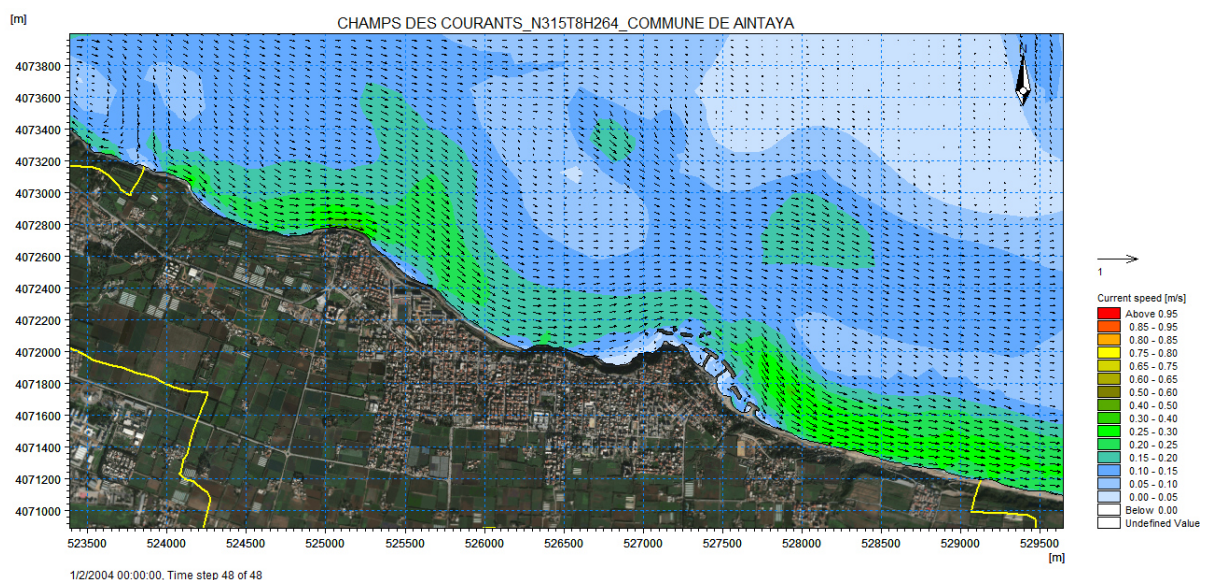 [m]
CHAMPS DES COURANTS_N315T8H264_COMMUNE DE AINTAYA
4073800
4073600
4073400
4073200
4073000
4072800
4072600
4072400
4072200
4072000
4071800
4071600
4071400
4071200
4071000
N
1
Current speed [m/s]
Above 0.95
0.85 - 0.95
0.80 - 0.85
0.75 - 0.80
0.65 - 0.75
0.60 - 0.65
0.50 - 0.60
0.40 - 0.50
0.30 - 0.40
0.25 - 0.30
0.20 - 0.25
0.15 - 0.20
0.10 - 0.15
0.05 - 0.10
0.00 - 0.05
Below 0.00
Undefined Value
523500 524000 524500 525000 525500 526000 526500 527000 527500 528000 528500 529000 529500
[m]
1/2/2004 00:00:00, Time step 48 of 48